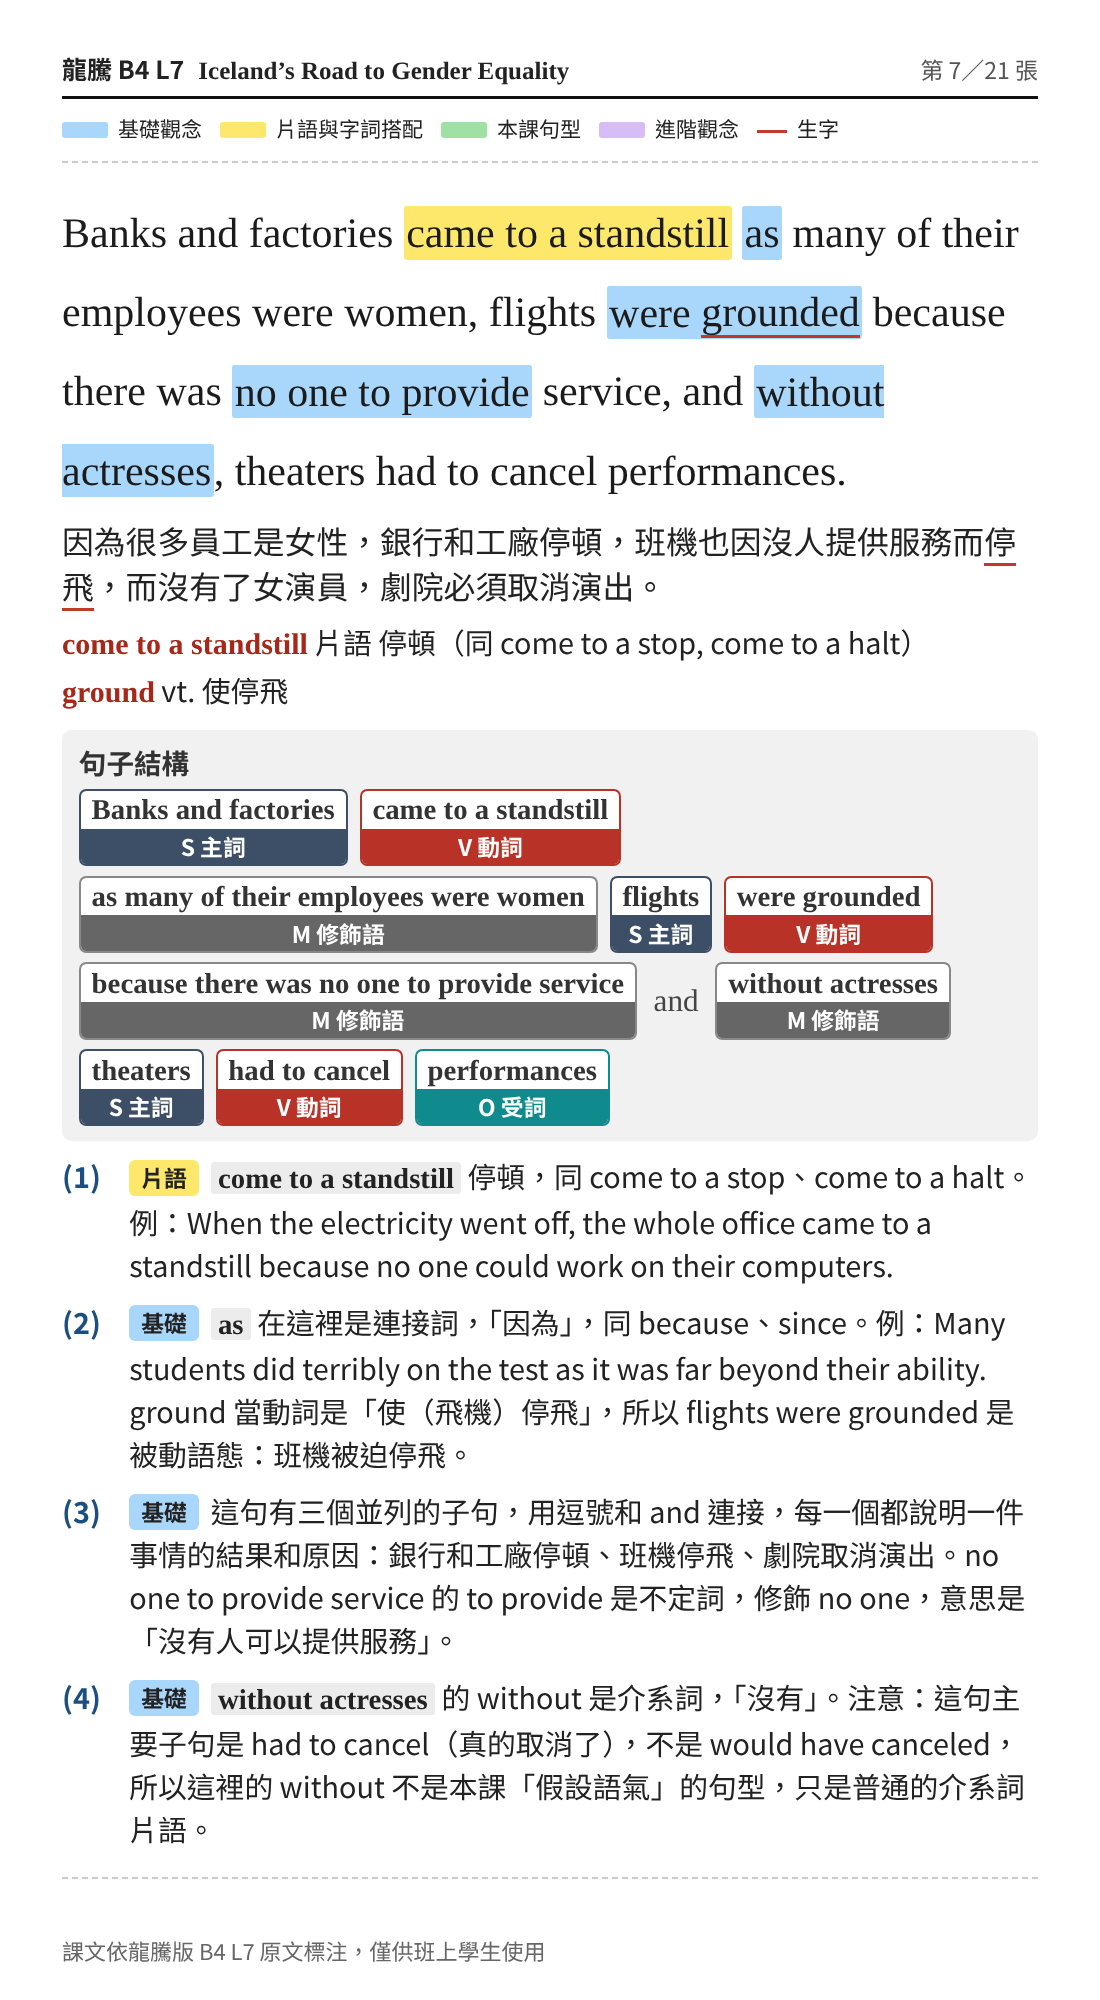 龍騰 B4 L7 Iceland’s Road to Gender Equality 第 7／21 張
基礎觀念 片語與字詞搭配 本課句型 進階觀念 生字
Banks and factories came to a standstill as many of their
employees were women, flights were grounded because
there was no one to provide service, and without
actresses, theaters had to cancel performances.
因為很多員工是女性，銀行和工廠停頓，班機也因沒人提供服務而停
飛，而沒有了女演員，劇院必須取消演出。
come to a standstill 片語 停頓（同 come to a stop, come to a halt）
ground vt. 使停飛
句子結構
Banks and factories came to a standstill
S 主詞 V 動詞
as many of their employees were women flights were grounded
M 修飾語 S 主詞 V 動詞
because there was no one to provide service and without actresses
M 修飾語 M 修飾語
theaters had to cancel performances
S 主詞 V 動詞 O 受詞
(1) 片語 come to a standstill 停頓，同 come to a stop、come to a halt。
例：When the electricity went off, the whole office came to a
standstill because no one could work on their computers.
(2) 基礎 as 在這裡是連接詞，「因為」，同 because、since。例：Many
students did terribly on the test as it was far beyond their ability.
ground 當動詞是「使（飛機）停飛」，所以 flights were grounded 是
被動語態：班機被迫停飛。
(3) 基礎 這句有三個並列的子句，用逗號和 and 連接，每一個都說明一件
事情的結果和原因：銀行和工廠停頓、班機停飛、劇院取消演出。no
one to provide service 的 to provide 是不定詞，修飾 no one，意思是
「沒有人可以提供服務」。
(4) 基礎 without actresses 的 without 是介系詞，「沒有」。注意：這句主
要子句是 had to cancel（真的取消了），不是 would have canceled，
所以這裡的 without 不是本課「假設語氣」的句型，只是普通的介系詞
片語。
課文依龍騰版 B4 L7 原文標注，僅供班上學生使用